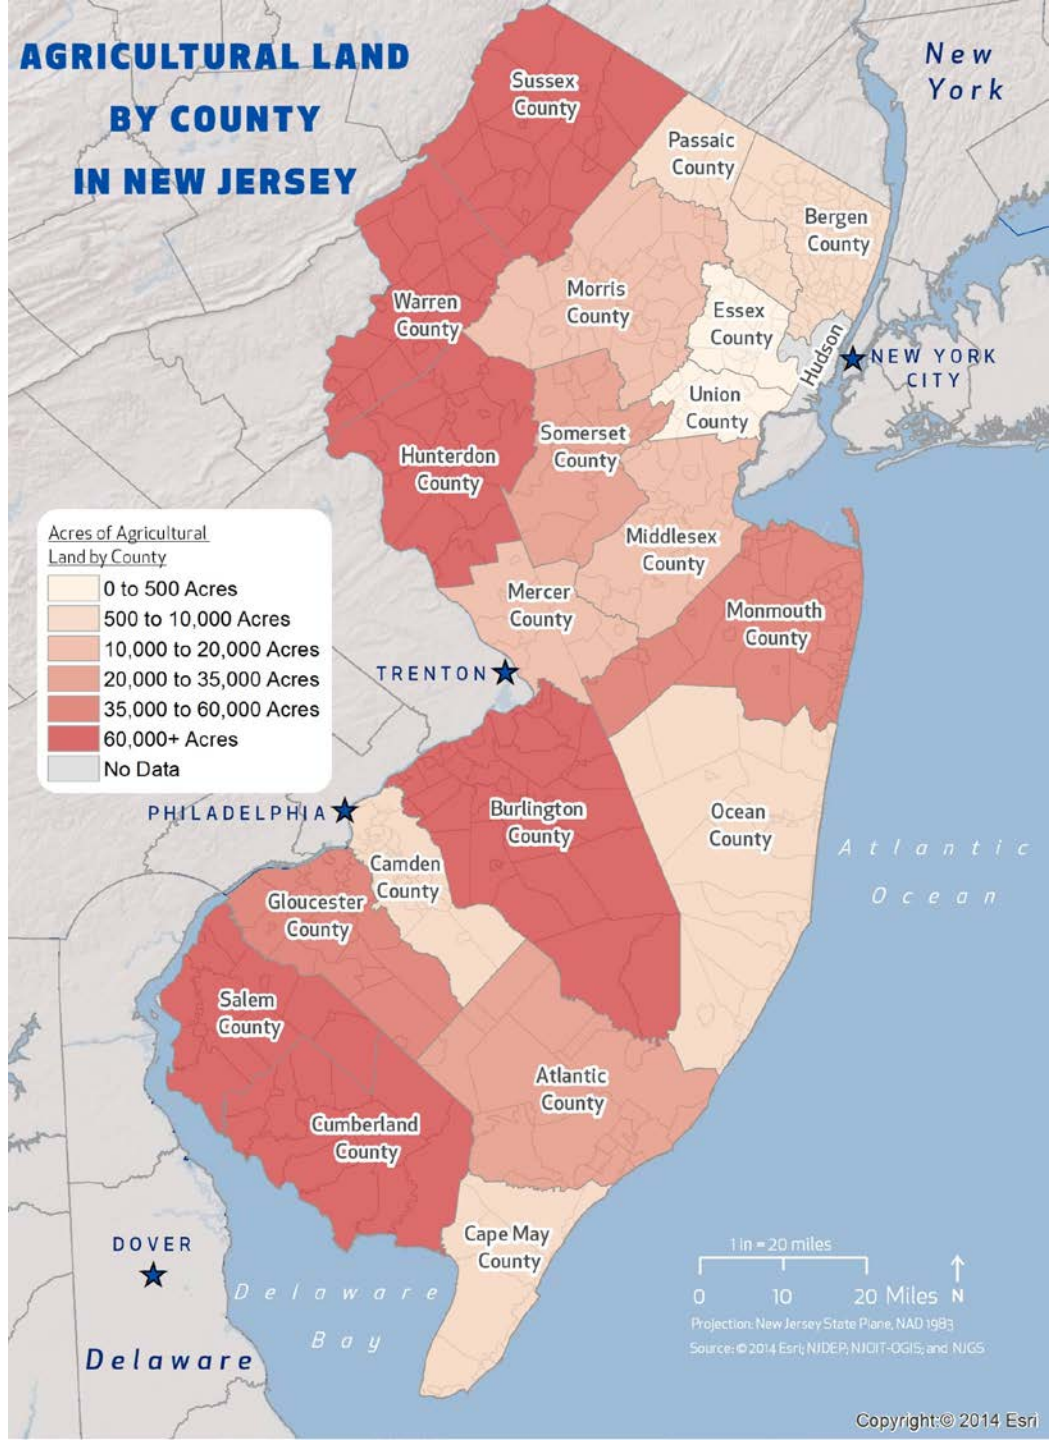 AGRICULTURAL LAND
BY COUNTY
IN NEW JERSEY
New
York
Sussex
County
Passaic
County
Bergen
County
Warren
County
Morris
County
Essex
County
Hudson
NEW YORK
CITY
Union
County
Hunterdon
County
Somerset
County
Middlesex
County
Mercer
County
Monmouth
County
TRENTON
Acres of Agricultural
Land by County
0 to 500 Acres
500 to 10,000 Acres
10,000 to 20,000 Acres
20,000 to 35,000 Acres
35,000 to 60,000 Acres
60,000+ Acres
No Data
PHILADELPHIA
Burlington
County
Ocean
County
Atlantic
Ocean
Camden
County
Gloucester
County
Salem
County
Atlantic
County
Cumberland
County
Cape May
County
DOVER
Delaware
Bay
Delaware
1 in = 20 miles
0 10 20 Miles N
Projection: New Jersey State Plane, NAD 1983
Source: © 2014 Esri; NJDEP; NJOIT-OGIS; and NJGS
Copyright:© 2014 Esri